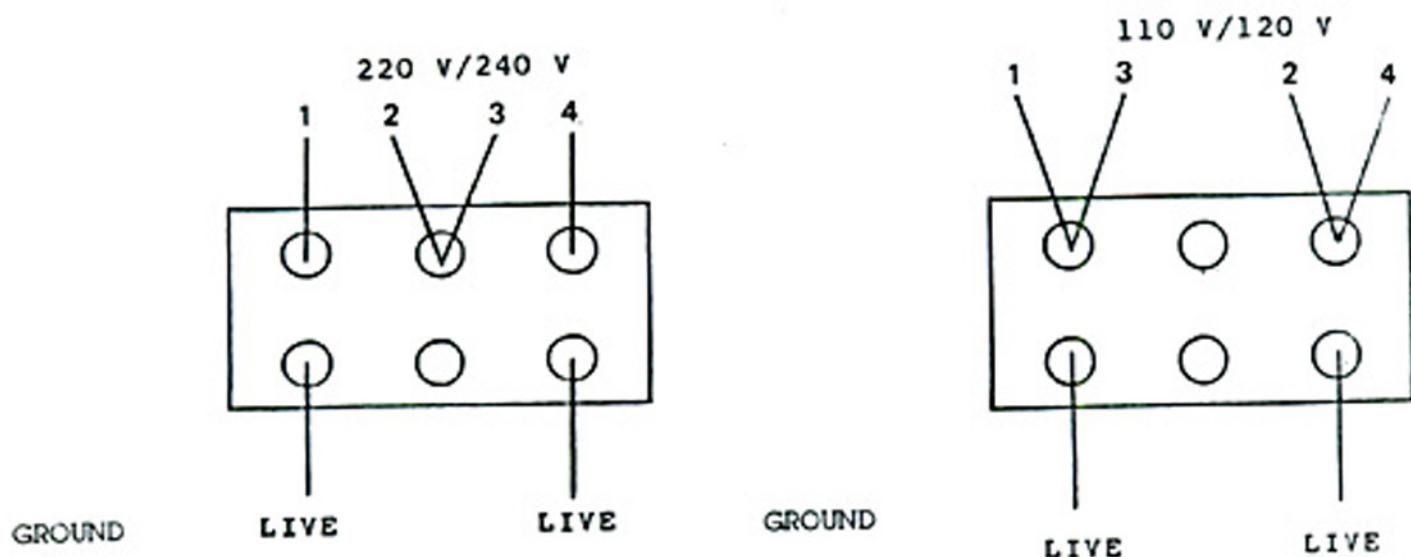 220 V/240 V
1 2 3 4
GROUND LIVE LIVE
110 V/120 V
1 3 2 4
GROUND LIVE LIVE